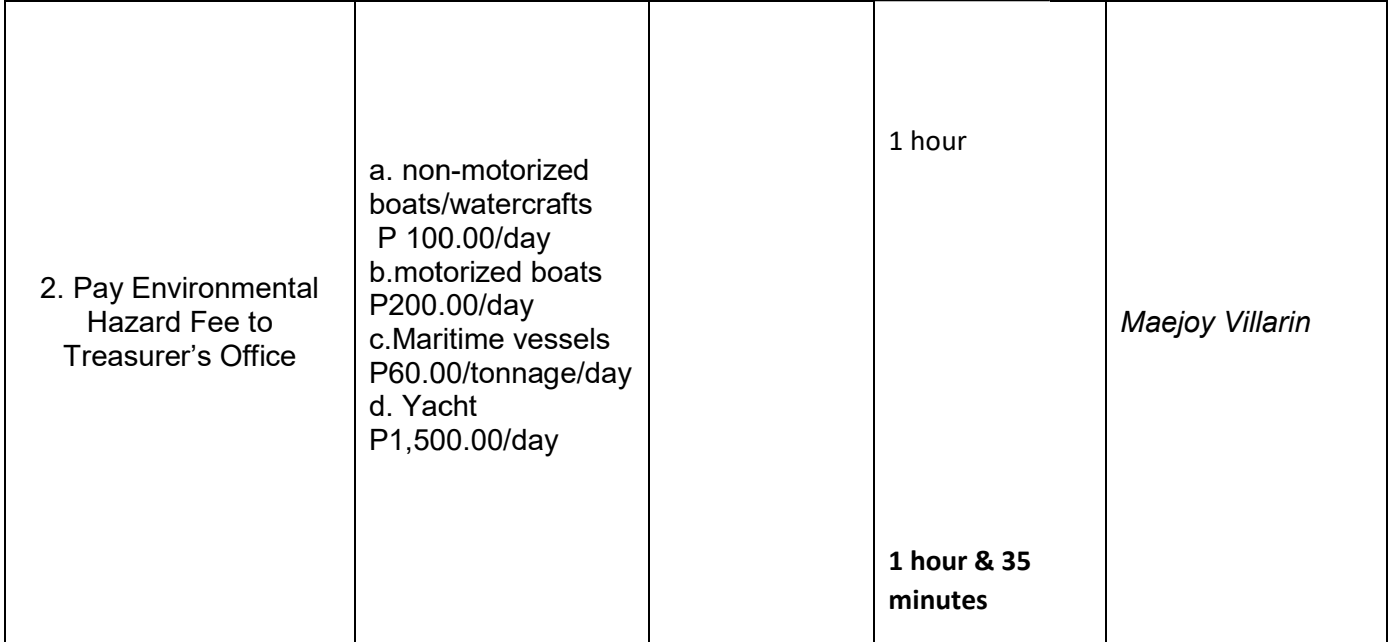 2. Pay Environmental
Hazard Fee to
Treasurer’s Office
a. non-motorized
boats/watercrafts
P 100.00/day
b.motorized boats
P200.00/day
c.Maritime vessels
P60.00/tonnage/day
d. Yacht
P1,500.00/day
1 hour
1 hour & 35
minutes
Maejoy Villarin